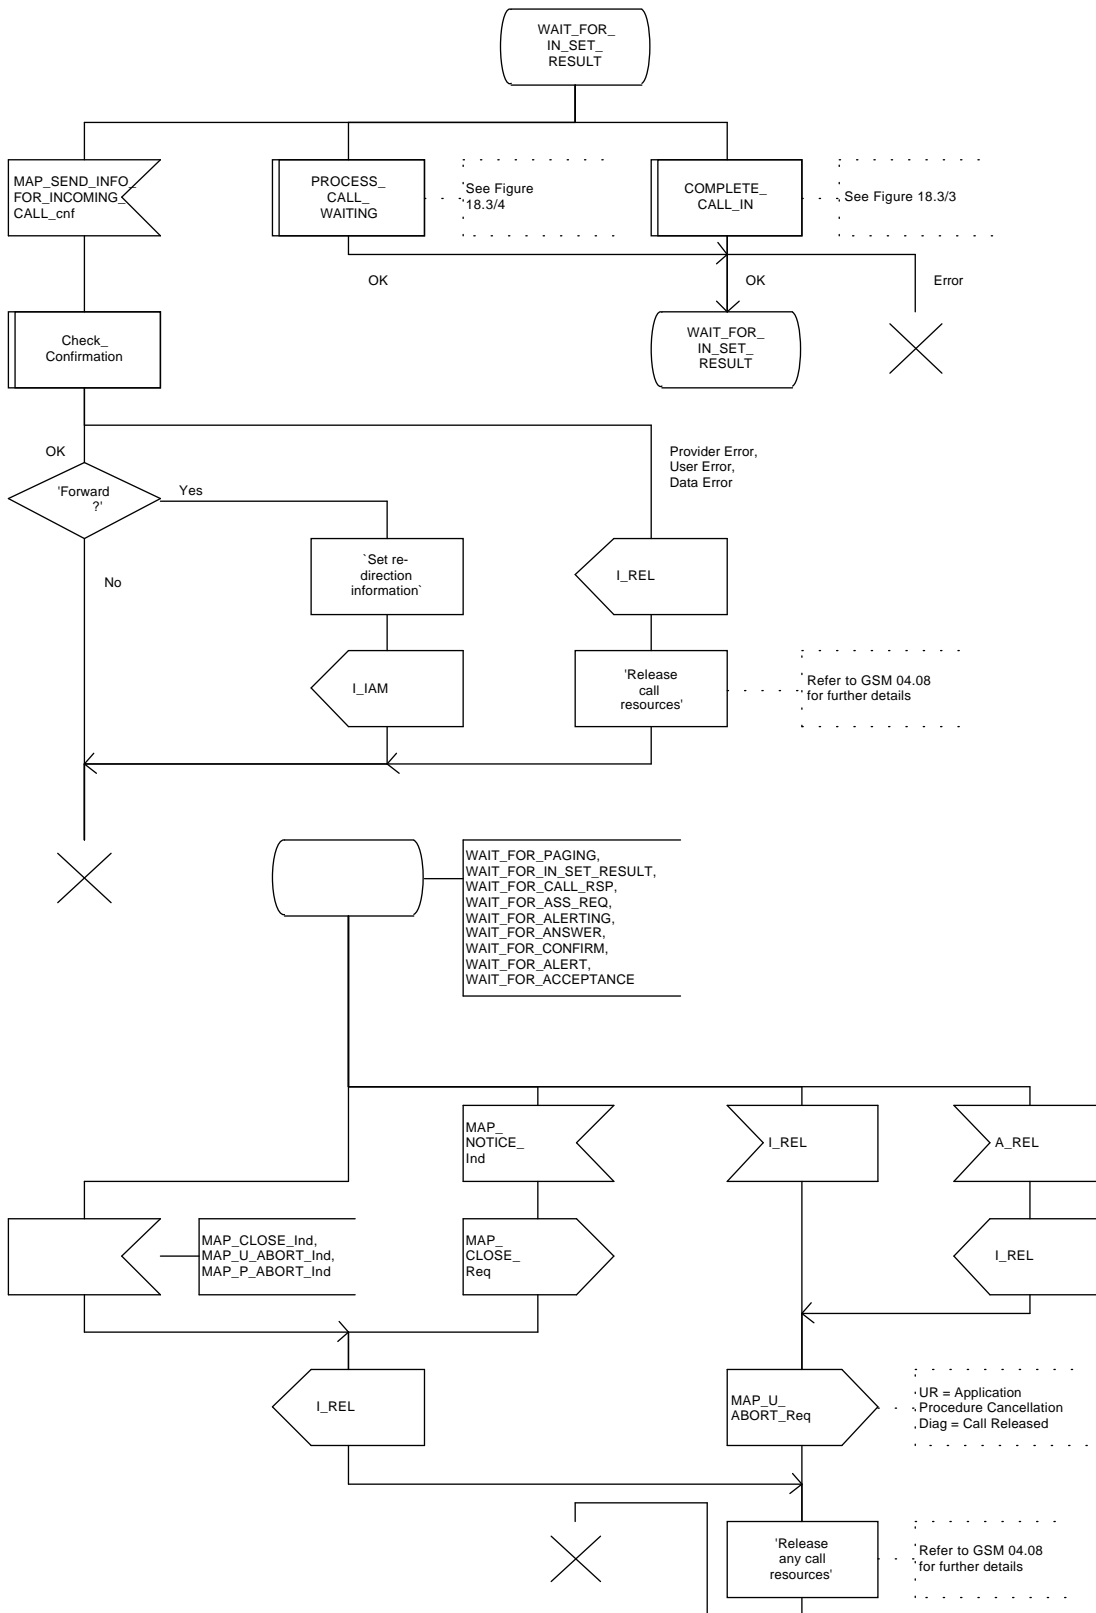 WAIT_FOR_
IN_SET_
RESULT
MAP_SEND_INFO_
FOR_INCOMING_
CALL_cnf
PROCESS_
CALL_
WAITING
See Figure
18.3/4
COMPLETE_
CALL_IN
See Figure 18.3/3
OK
OK
Error
Check_
Confirmation
WAIT_FOR_
IN_SET_
RESULT
OK
Provider Error,
User Error,
Data Error
'Forward
?'
Yes
No
`Set re-
direction
information`
I_REL
I_IAM
'Release
call
resources'
Refer to GSM 04.08
for further details
WAIT_FOR_PAGING,
WAIT_FOR_IN_SET_RESULT,
WAIT_FOR_CALL_RSP,
WAIT_FOR_ASS_REQ,
WAIT_FOR_ALERTING,
WAIT_FOR_ANSWER,
WAIT_FOR_CONFIRM,
WAIT_FOR_ALERT,
WAIT_FOR_ACCEPTANCE
MAP_
NOTICE_
Ind
I_REL
A_REL
MAP_CLOSE_Ind,
MAP_U_ABORT_Ind,
MAP_P_ABORT_Ind
MAP_
CLOSE_
Req
I_REL
I_REL
MAP_U_
ABORT_Req
UR = Application
Procedure Cancellation
Diag = Call Released
'Release
any call
resources'
Refer to GSM 04.08
for further details